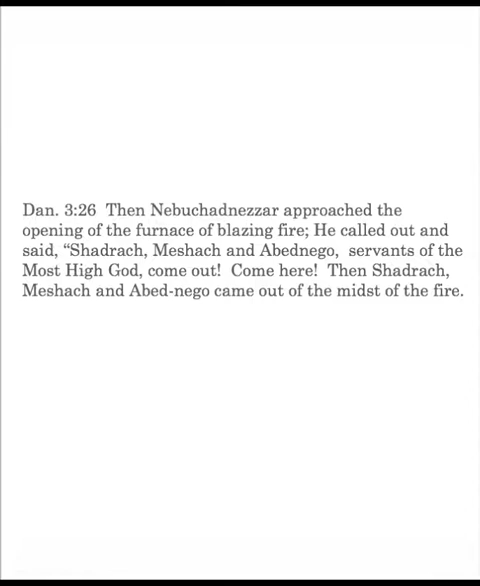 Dan. 3:26  Then Nebuchadnezzar approached the
opening of the furnace of blazing fire; He called out and
said, “Shadrach, Meshach and Abednego,  servants of the
Most High God, come out!  Come here!  Then Shadrach,
Meshach and Abed-nego came out of the midst of the fire.